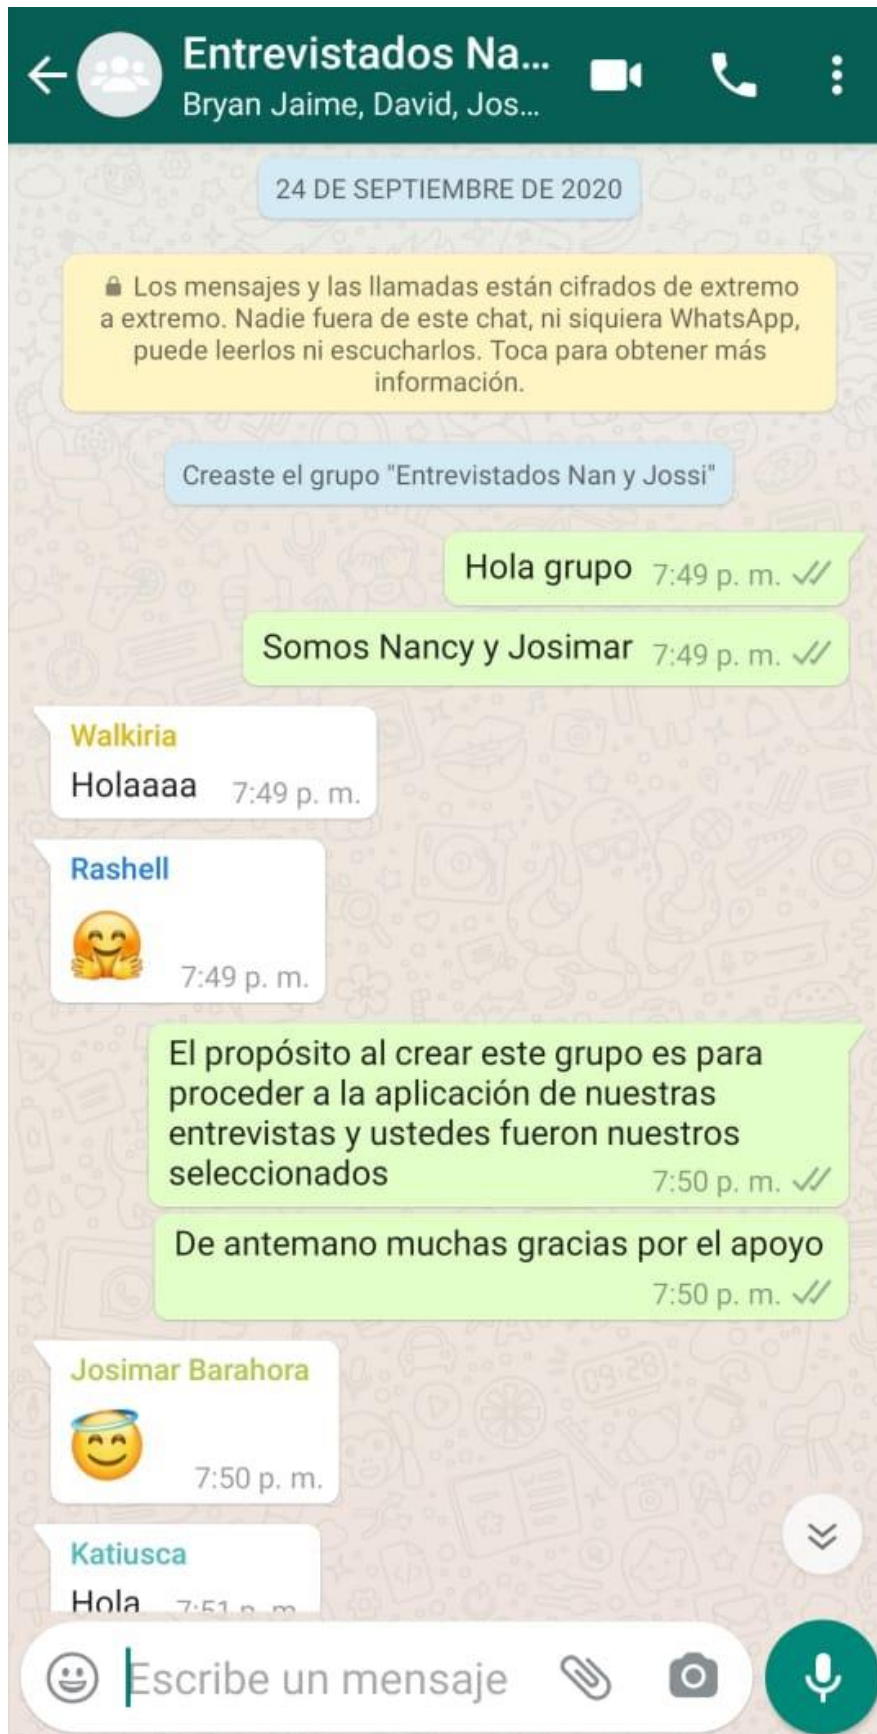 Entrevistados Na...
Bryan Jaime, David, Jos...
24 DE SEPTIEMBRE DE 2020
Los mensajes y las llamadas están cifrados de extremo
a extremo. Nadie fuera de este chat, ni siquiera WhatsApp,
puede leerlos ni escucharlos. Toca para obtener más
información.
Creaste el grupo "Entrevistados Nan y Jossi"
Hola grupo 7:49 p. m.
Somos Nancy y Josimar 7:49 p. m.
Walkiria
Holaaaa 7:49 p. m.
Rashell
7:49 p. m.
El propósito al crear este grupo es para
proceder a la aplicación de nuestras
entrevistas y ustedes fueron nuestros
seleccionados 7:50 p. m.
De antemano muchas gracias por el apoyo
7:50 p. m.
Josimar Barahora
7:50 p. m.
Katiusca
Hola 7:51 p. m.
Escribe un mensaje